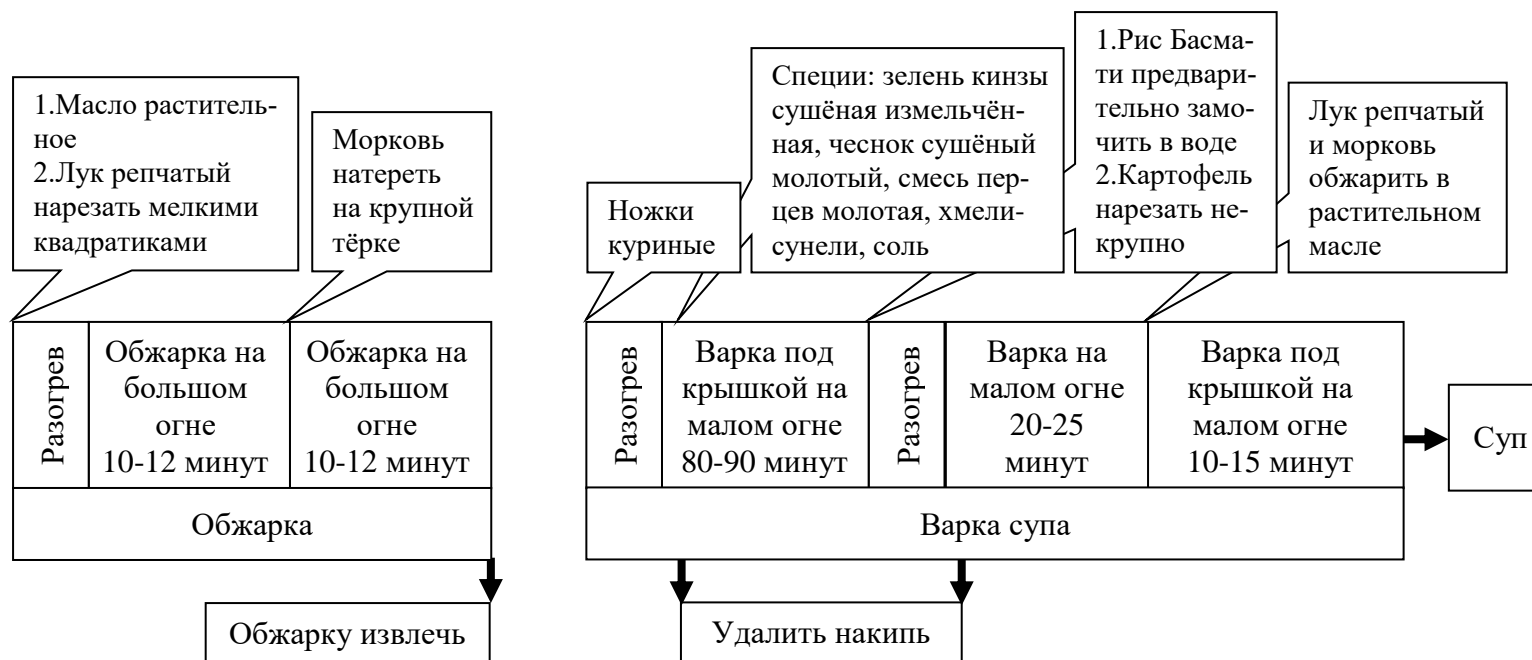 1.Масло раститель-
ное
2.Лук репчатый
нарезать мелкими
квадратиками
Морковь
натереть
на крупной
тёрке
Ножки
куриные
Специи: зелень кинзы
сушёная измельчён-
ная, чеснок сушёный
молотый, смесь пер-
цев молотая, хмели-
сунели, соль
1.Рис Басма-
ти предвари-
тельно замо-
чить в воде
2.Картофель
нарезать не-
крупно
Лук репчатый
и морковь
обжарить в
растительном
масле
Разогрев
Обжарка на
большом
огне
10-12 минут
Обжарка на
большом
огне
10-12 минут
Обжарка
Обжарку извлечь
Разогрев
Варка под
крышкой на
малом огне
80-90 минут
Разогрев
Варка на
малом огне
20-25
минут
Варка под
крышкой на
малом огне
10-15 минут
Варка супа
Удалить накипь
Суп